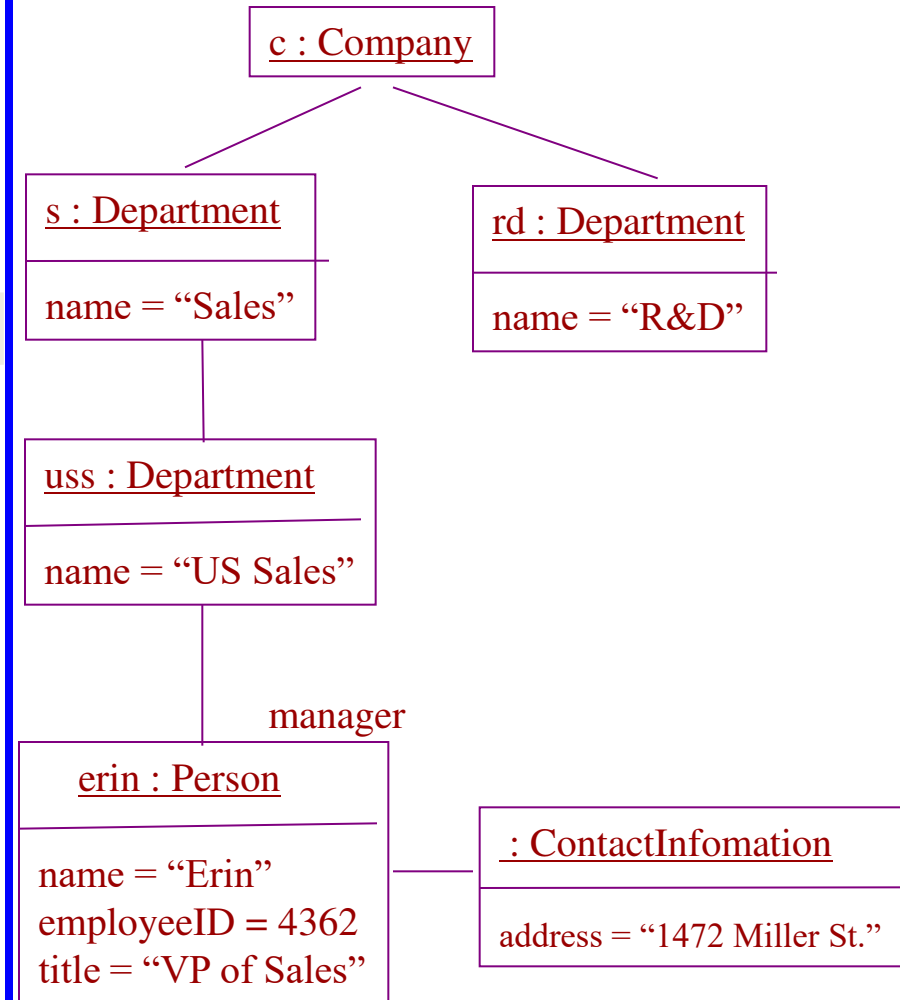 c : Company
s : Department
name = “Sales”
rd : Department
name = “R&D”
uss : Department
name = “US Sales”
manager
erin : Person
name = “Erin”
employeeID = 4362
title = “VP of Sales”
: ContactInfomation
address = “1472 Miller St.”